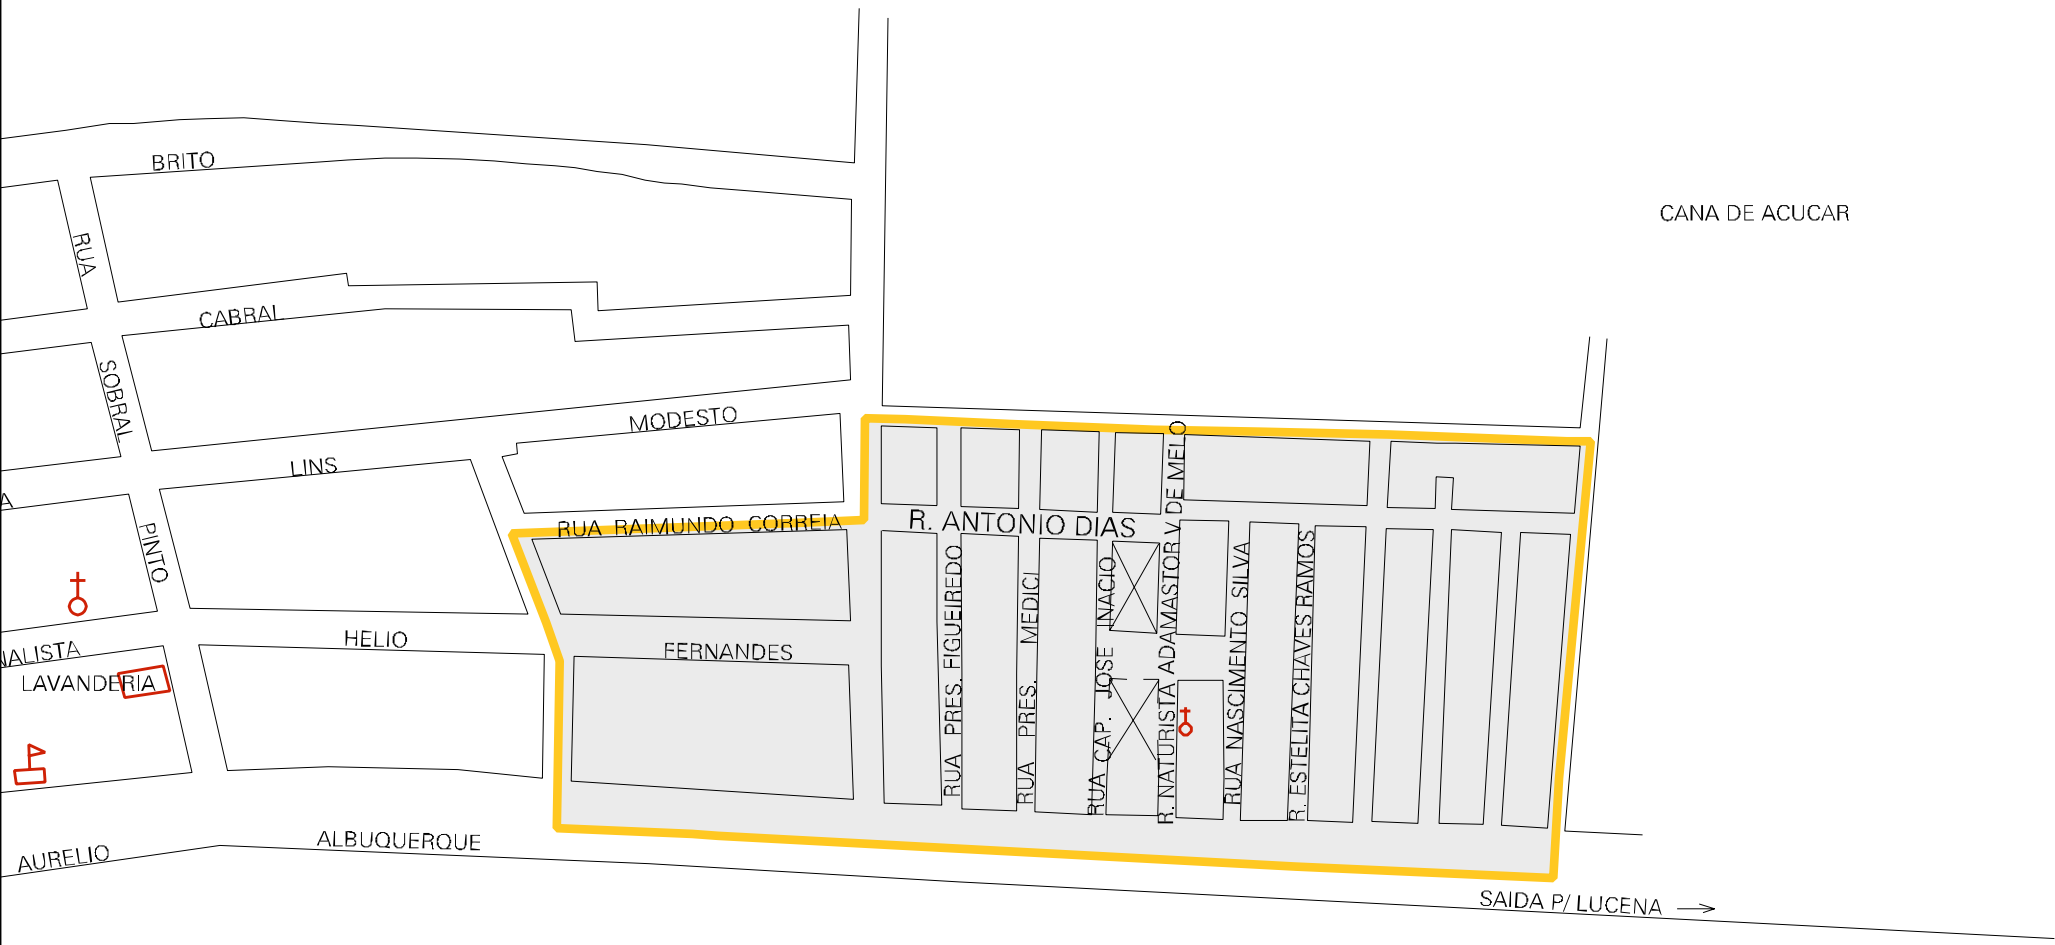 BRITO
CANA DE ACUCAR
RUA
CABRAL
SOBRAL
MODESTO
LINS
A
PINTO
RUA RAIMUNDO CORREIA
R. ANTONIO DIAS
HELIO
FERNANDES
NALISTA
LAVANDERIA
RUA PRES. FIGUEIREDO
RUA PRES. MEDICI
RUA CAP. JOSE INACIO
R. NATURISTA ADAMASTOR V DE MELO
RUA NASCIMENTO SILVA
R. ESTELITA CHAVES RAMOS
AURELIO
ALBUQUERQUE
SAIDA P/ LUCENA